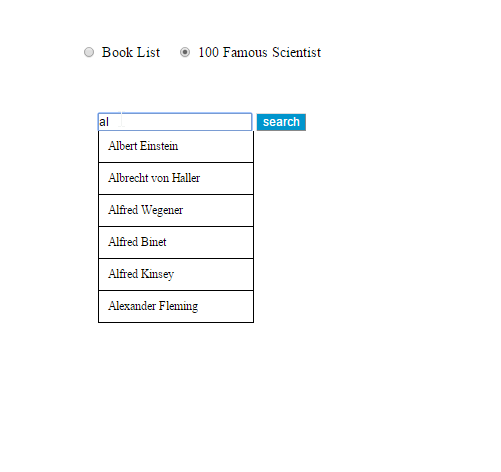 Book List 100 Famous Scientist
al search
Albert Einstein
Albrecht von Haller
Alfred Wegener
Alfred Binet
Alfred Kinsey
Alexander Fleming